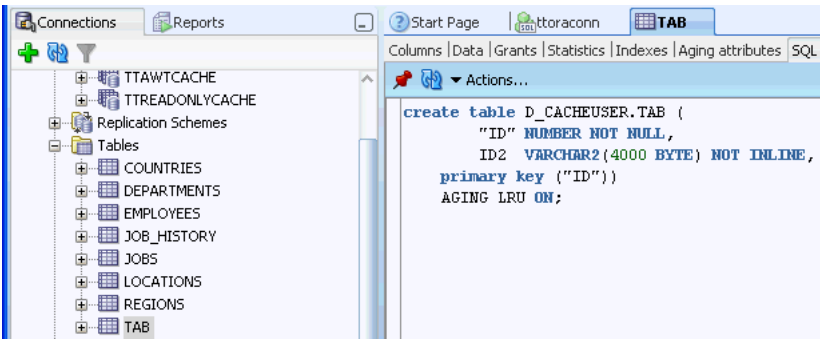 Connections Reports
TTAWTCACHE
TTREADONLYCACHE
Replication Schemes
Tables
COUNTRIES
DEPARTMENTS
EMPLOYEES
JOB_HISTORY
JOBS
LOCATIONS
REGIONS
TAB
Start Page ttoraconn TAB
Columns |Data |Grants |Statistics |Indexes |Aging attributes | SQL
Actions...
create table D_CACHEUSER.TAB (
"ID" NUMBER NOT NULL,
ID2 VARCHAR2(4000 BYTE) NOT INLINE,
primary key ("ID"))
AGING LRU ON;